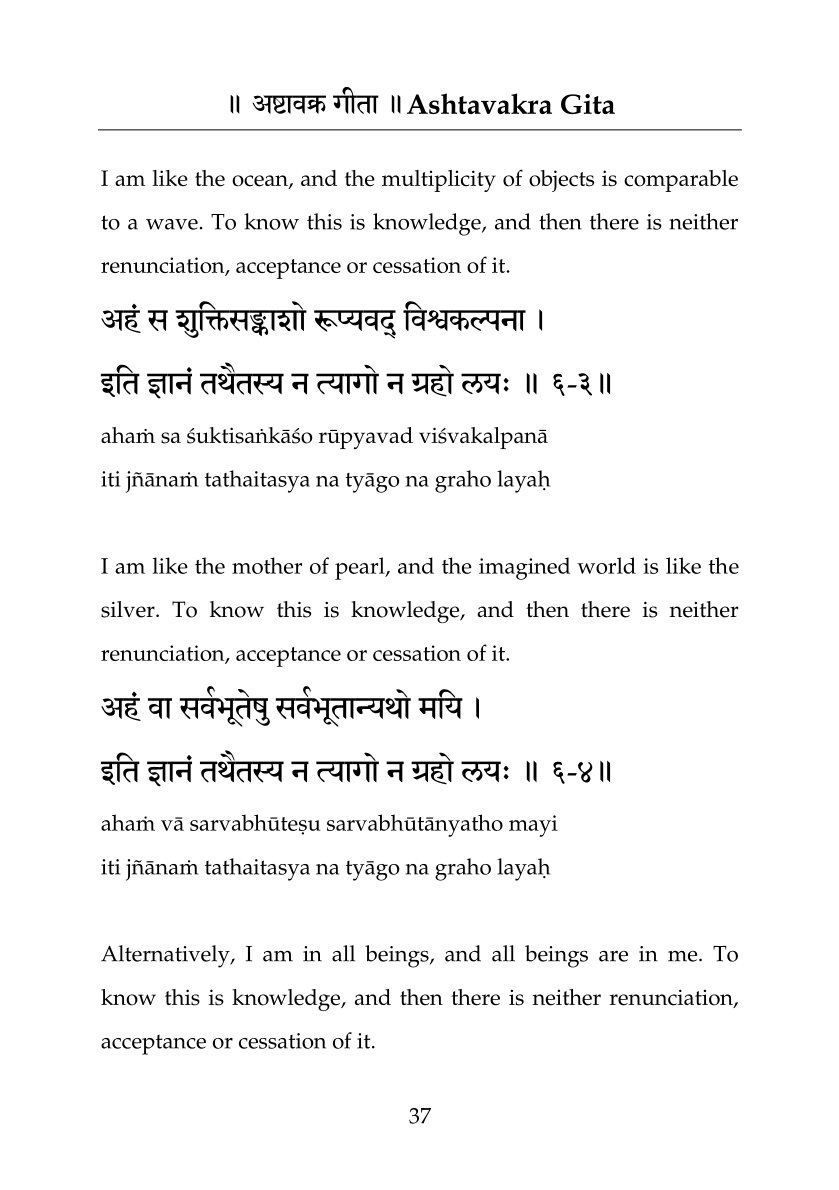 ॥ अष्टावक्र गीता ॥ Ashtavakra Gita
I am like the ocean, and the multiplicity of objects is comparable
to a wave. To know this is knowledge, and then there is neither
renunciation, acceptance or cessation of it.
अहं स शुक्तिसङ्काशो रूप्यवद् विश्वकल्पना ।
इति ज्ञानं तथैतस्य न त्यागो न ग्रहो लयः ॥ ६-३॥
ahaṁ sa śuktisaṅkāśo rūpyavad viśvakalpanā
iti jñānaṁ tathaitasya na tyāgo na graho layaḥ
I am like the mother of pearl, and the imagined world is like the
silver. To know this is knowledge, and then there is neither
renunciation, acceptance or cessation of it.
अहं वा सर्वभूतेषु सर्वभूतान्यथो मयि ।
इति ज्ञानं तथैतस्य न त्यागो न ग्रहो लयः ॥ ६-४॥
ahaṁ vā sarvabhūteṣu sarvabhūtānyatho mayi
iti jñānaṁ tathaitasya na tyāgo na graho layaḥ
Alternatively, I am in all beings, and all beings are in me. To
know this is knowledge, and then there is neither renunciation,
acceptance or cessation of it.
37